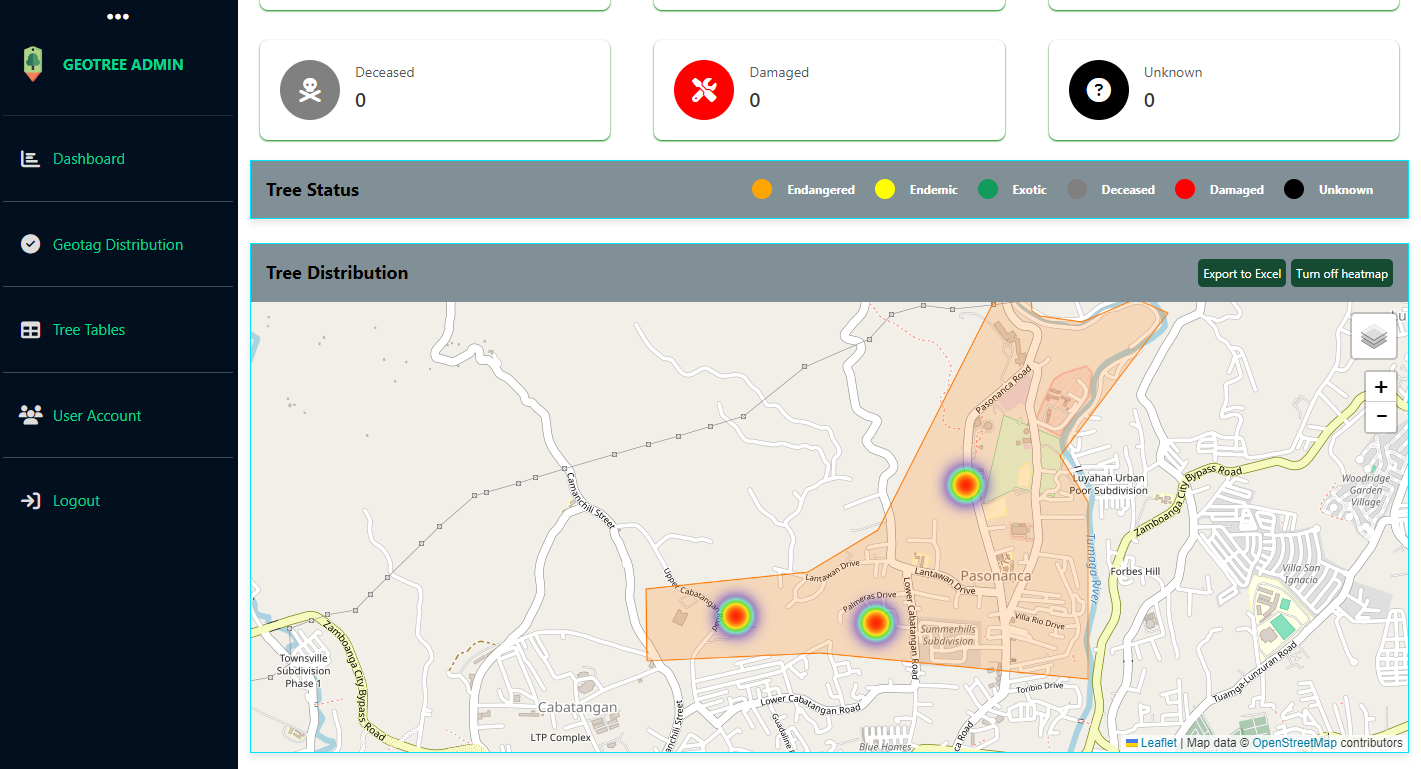 GEOTREE ADMIN
Dashboard
Geotag Distribution
Tree Tables
User Account
Logout
Deceased
0
Damaged
0
Unknown
0
Tree Status
Endangered
Endemic
Exotic
Deceased
Damaged
Unknown
Tree Distribution
Export to Excel
Turn off heatmap
+
−
Pasonanca Road
Camanchili Street
Luyahan Urban
Poor Subdivision
Zamboanga City Bypass Road
Woodridge
Garden
Village
Tumaga River
Forbes Hill
Villa San
Ignacio
Lantawan Drive
Lantawan Drive
Pasonanca
Upper Cabatangan
Palmeras Drive
Lower Cabatangan Road
Villa Rio Drive
Summerhills
Subdivision
Zamboanga City Bypass Road
Townsville
Subdivision
Phase 1
Toribio Drive
Tuamga-Lunzuran Road
Lower Cabatangan Road
Cabatangan
LTP Complex
Guadaline
Blue Homes
Leaflet | Map data © OpenStreetMap contributors